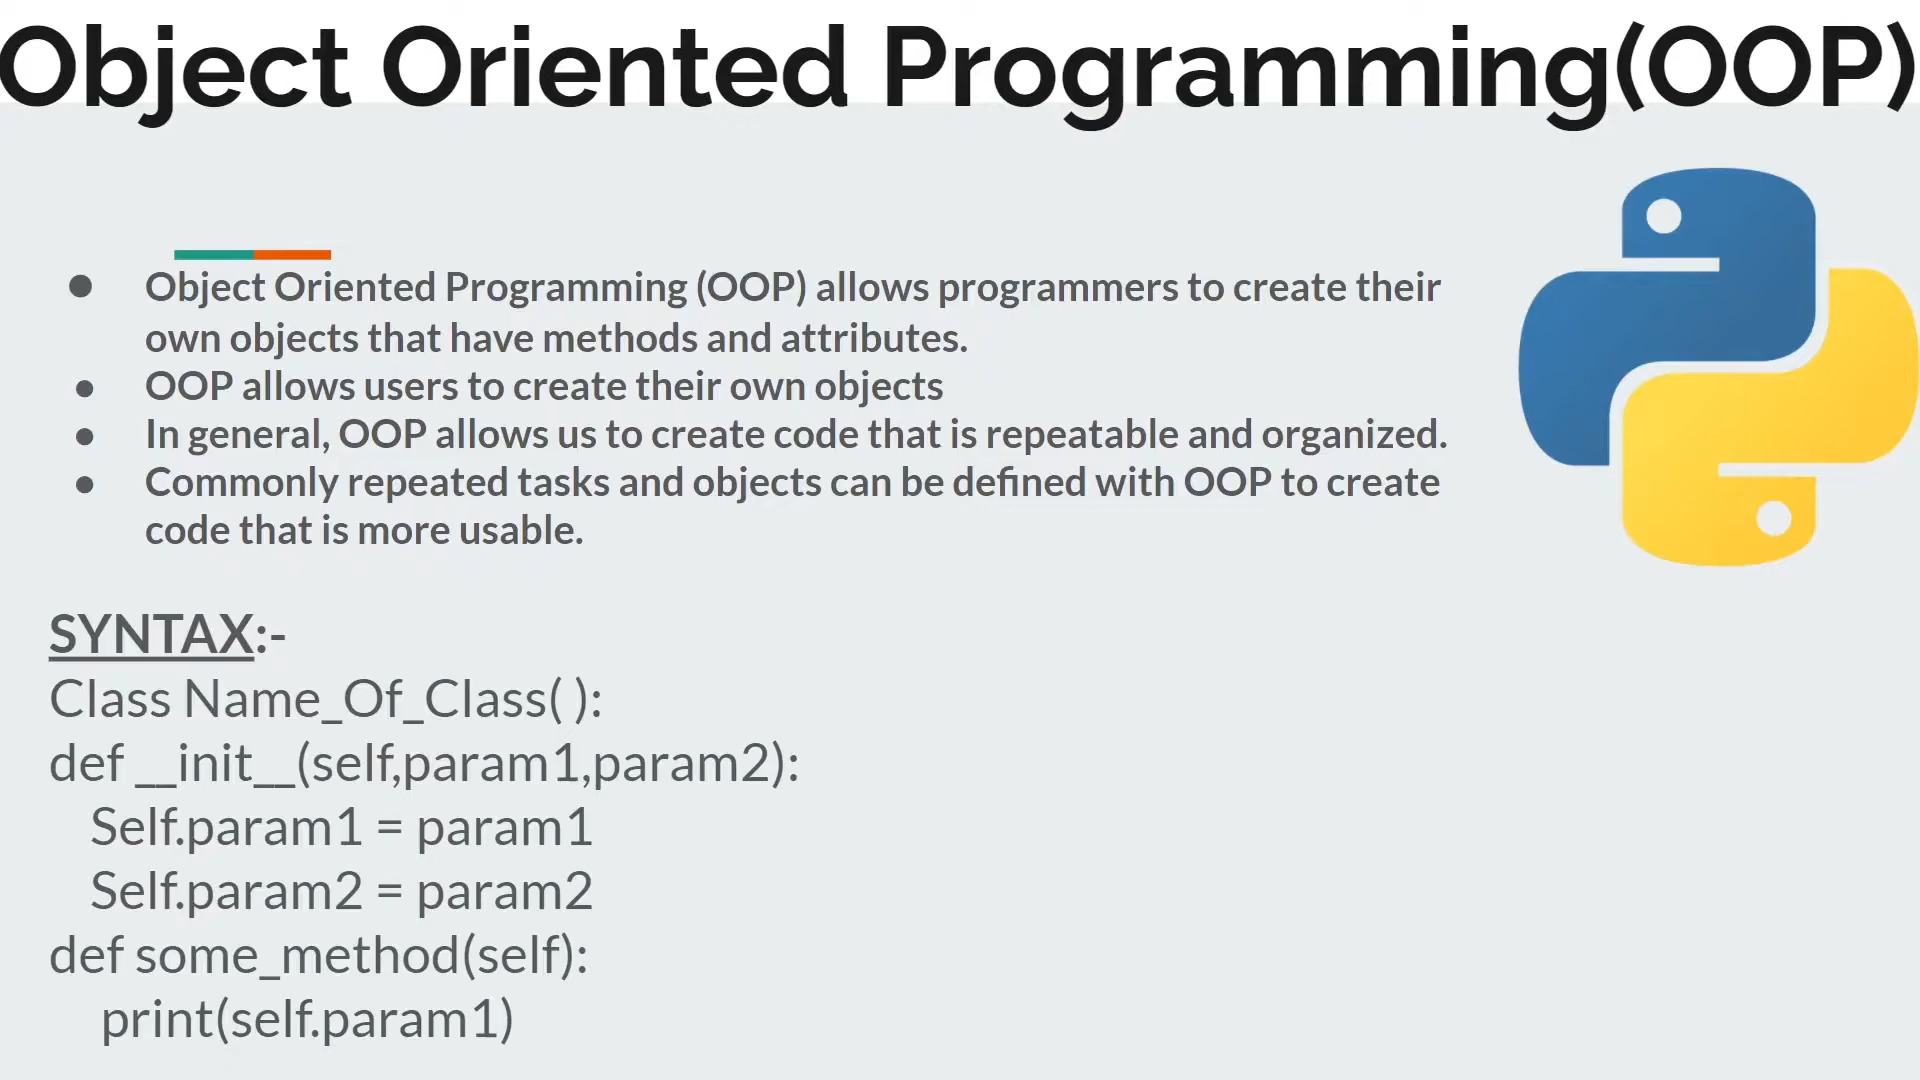 Object Oriented Programming(OOP)
● Object Oriented Programming (OOP) allows programmers to create their
own objects that have methods and attributes.
● OOP allows users to create their own objects
● In general, OOP allows us to create code that is repeatable and organized.
● Commonly repeated tasks and objects can be defined with OOP to create
code that is more usable.
SYNTAX:-
Class Name_Of_Class( ):
def __init__(self,param1,param2):
Self.param1 = param1
Self.param2 = param2
def some_method(self):
print(self.param1)